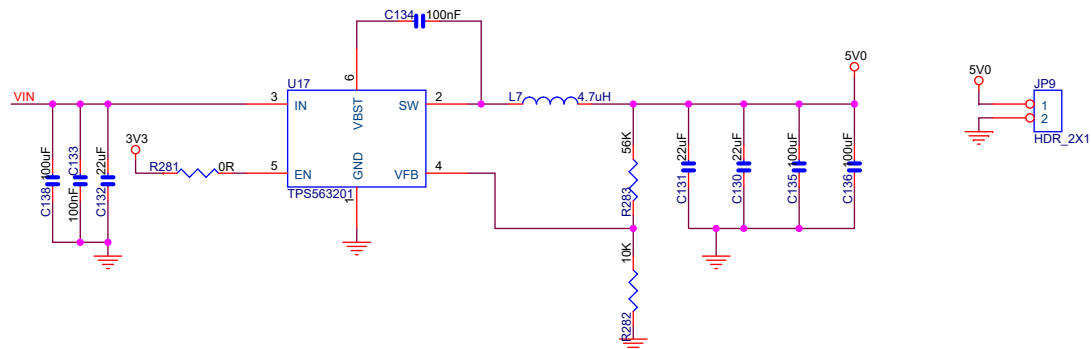 C134 100nF
5V0
5V0
U17
6
JP9
VIN
3 IN
VBST
SW 2
L7 4.7uH
1
2
HDR_2X1
3V3
R281 0R
5 EN
GND
VFB 4
TPS563201
1
C138 100uF
C133 100nF
C132 22uF
56K
R283
C131 22uF
C130 22uF
C135 100uF
C136 100uF
10K
R282